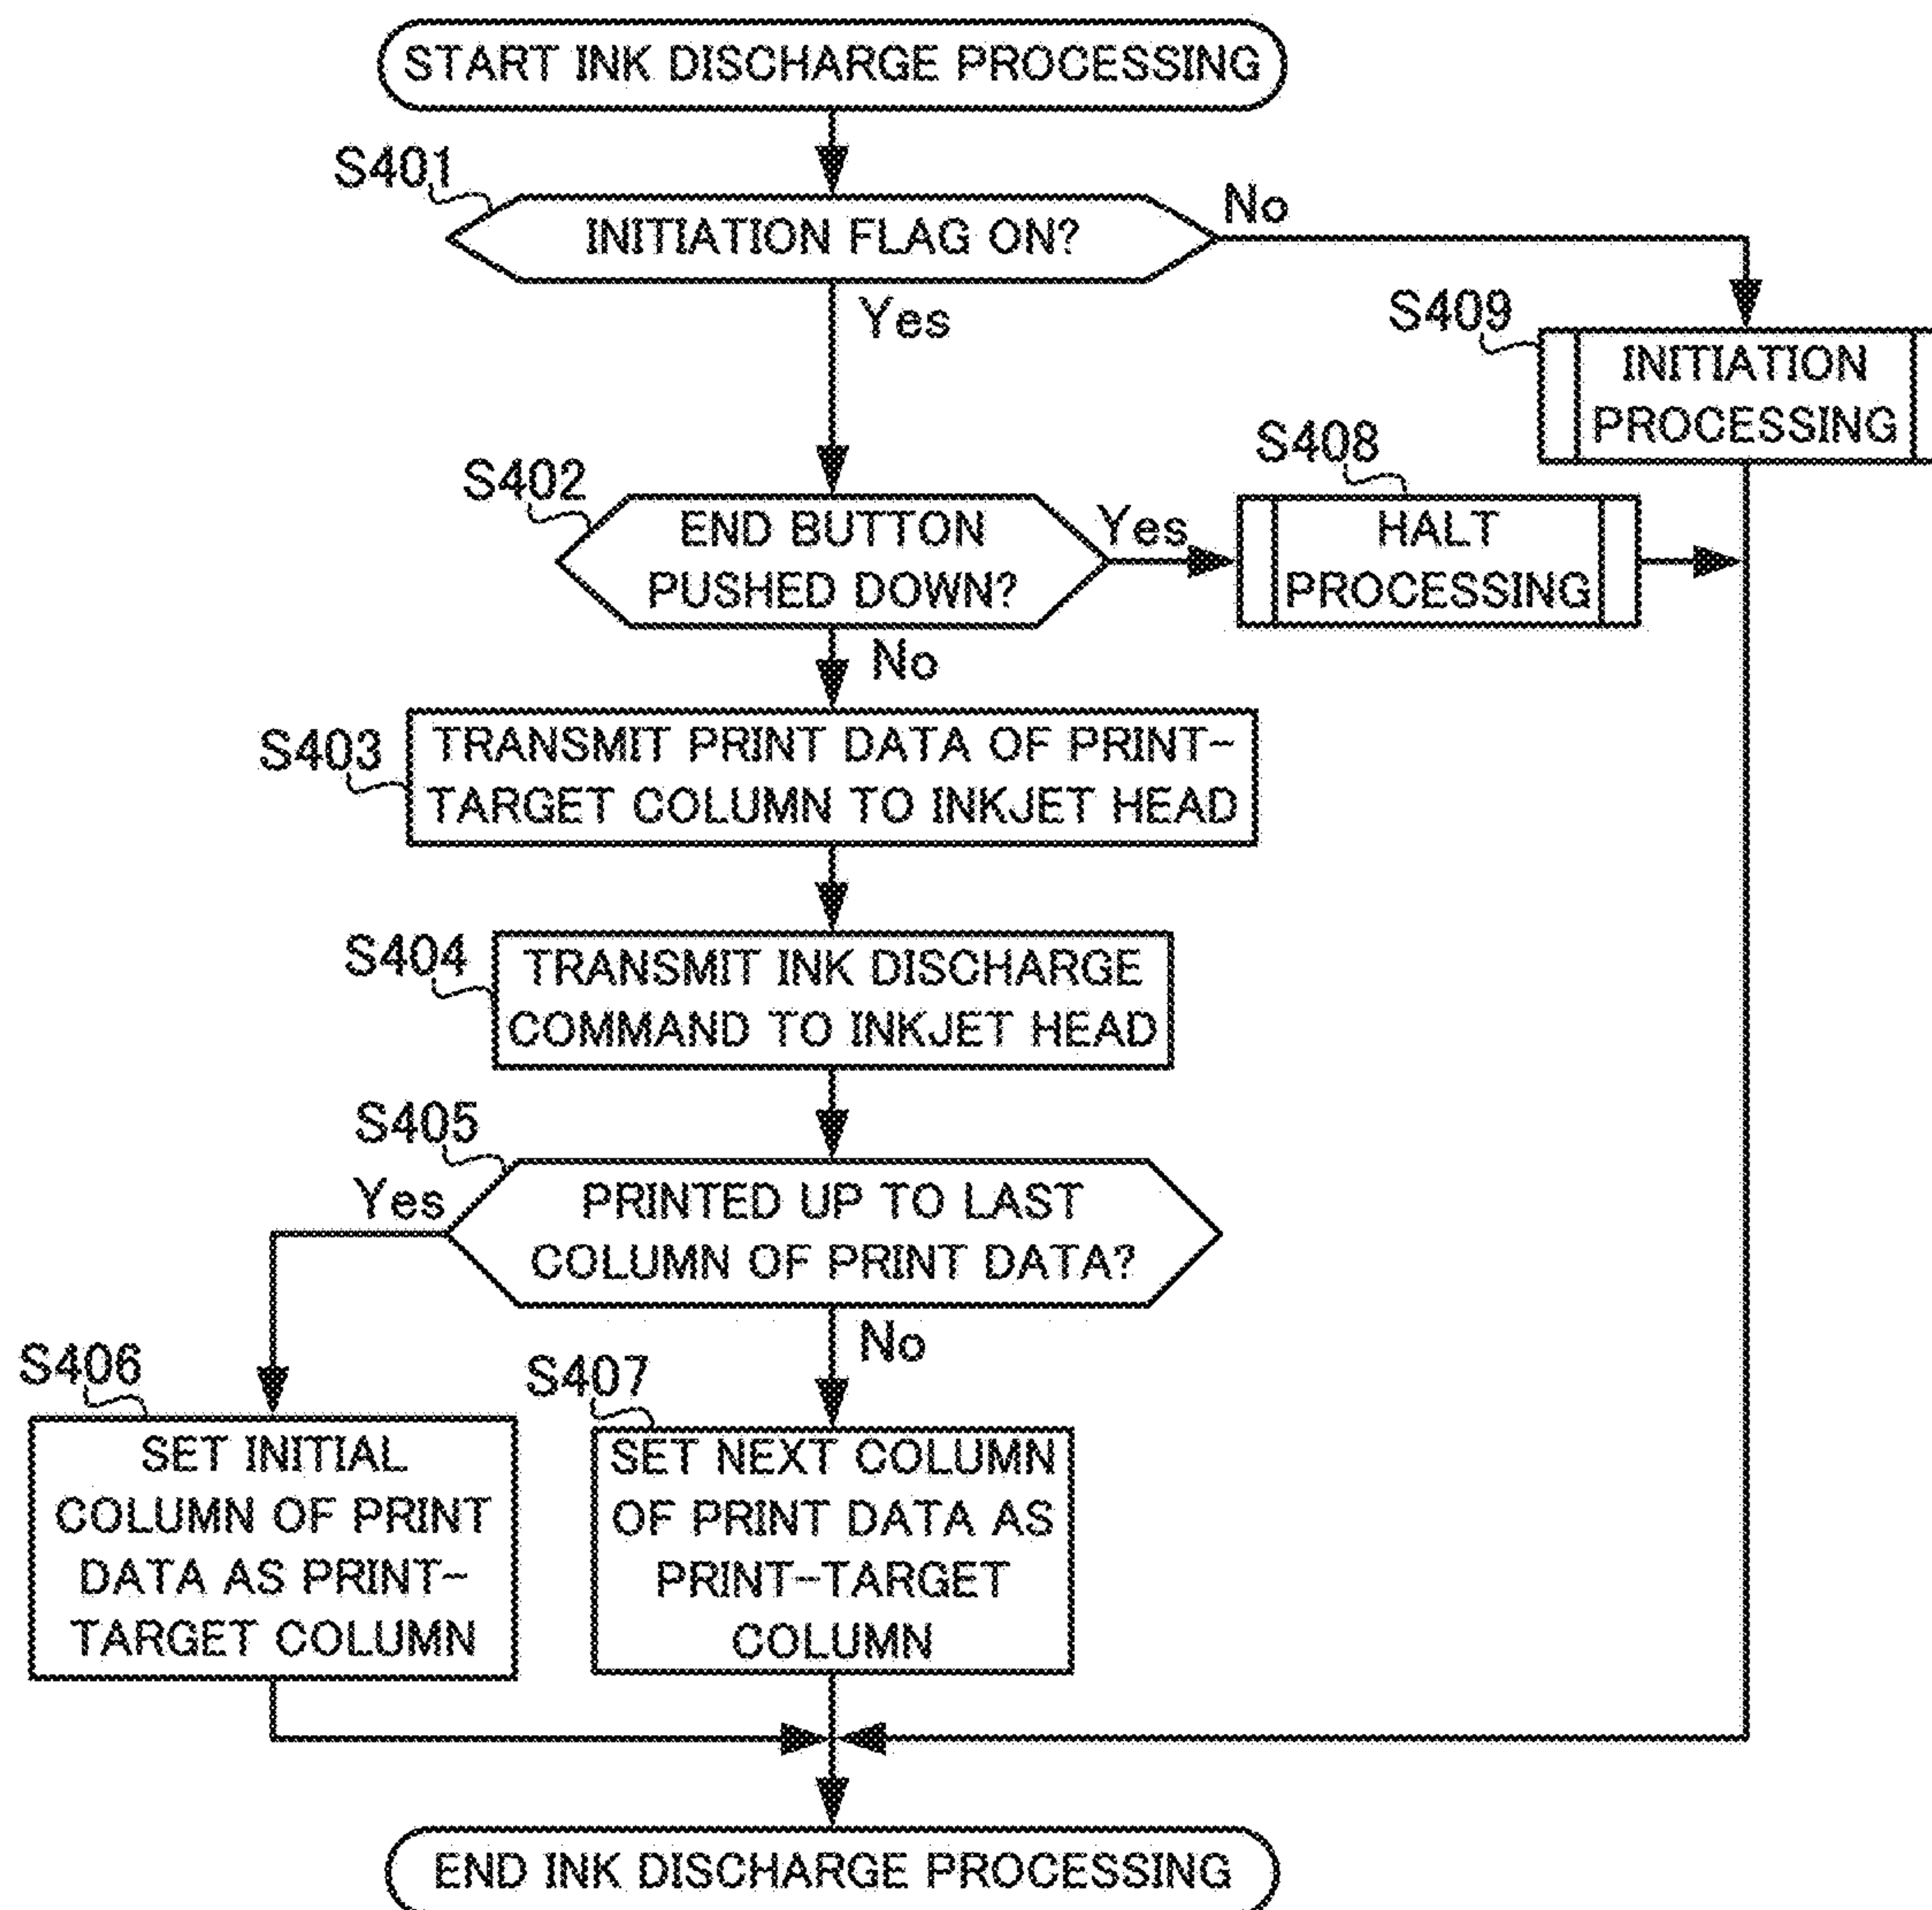 START INK DISCHARGE PROCESSING
S401
INITIATION FLAG ON?
No
Yes
S409
INITIATION
PROCESSING
S402
END BUTTON
PUSHED DOWN?
Yes
S408
HALT
PROCESSING
No
S403
TRANSMIT PRINT DATA OF PRINT-
TARGET COLUMN TO INKJET HEAD
S404
TRANSMIT INK DISCHARGE
COMMAND TO INKJET HEAD
S405
PRINTED UP TO LAST
COLUMN OF PRINT DATA?
Yes
No
S406
SET INITIAL
COLUMN OF PRINT
DATA AS PRINT-
TARGET COLUMN
S407
SET NEXT COLUMN
OF PRINT DATA AS
PRINT-TARGET
COLUMN
END INK DISCHARGE PROCESSING